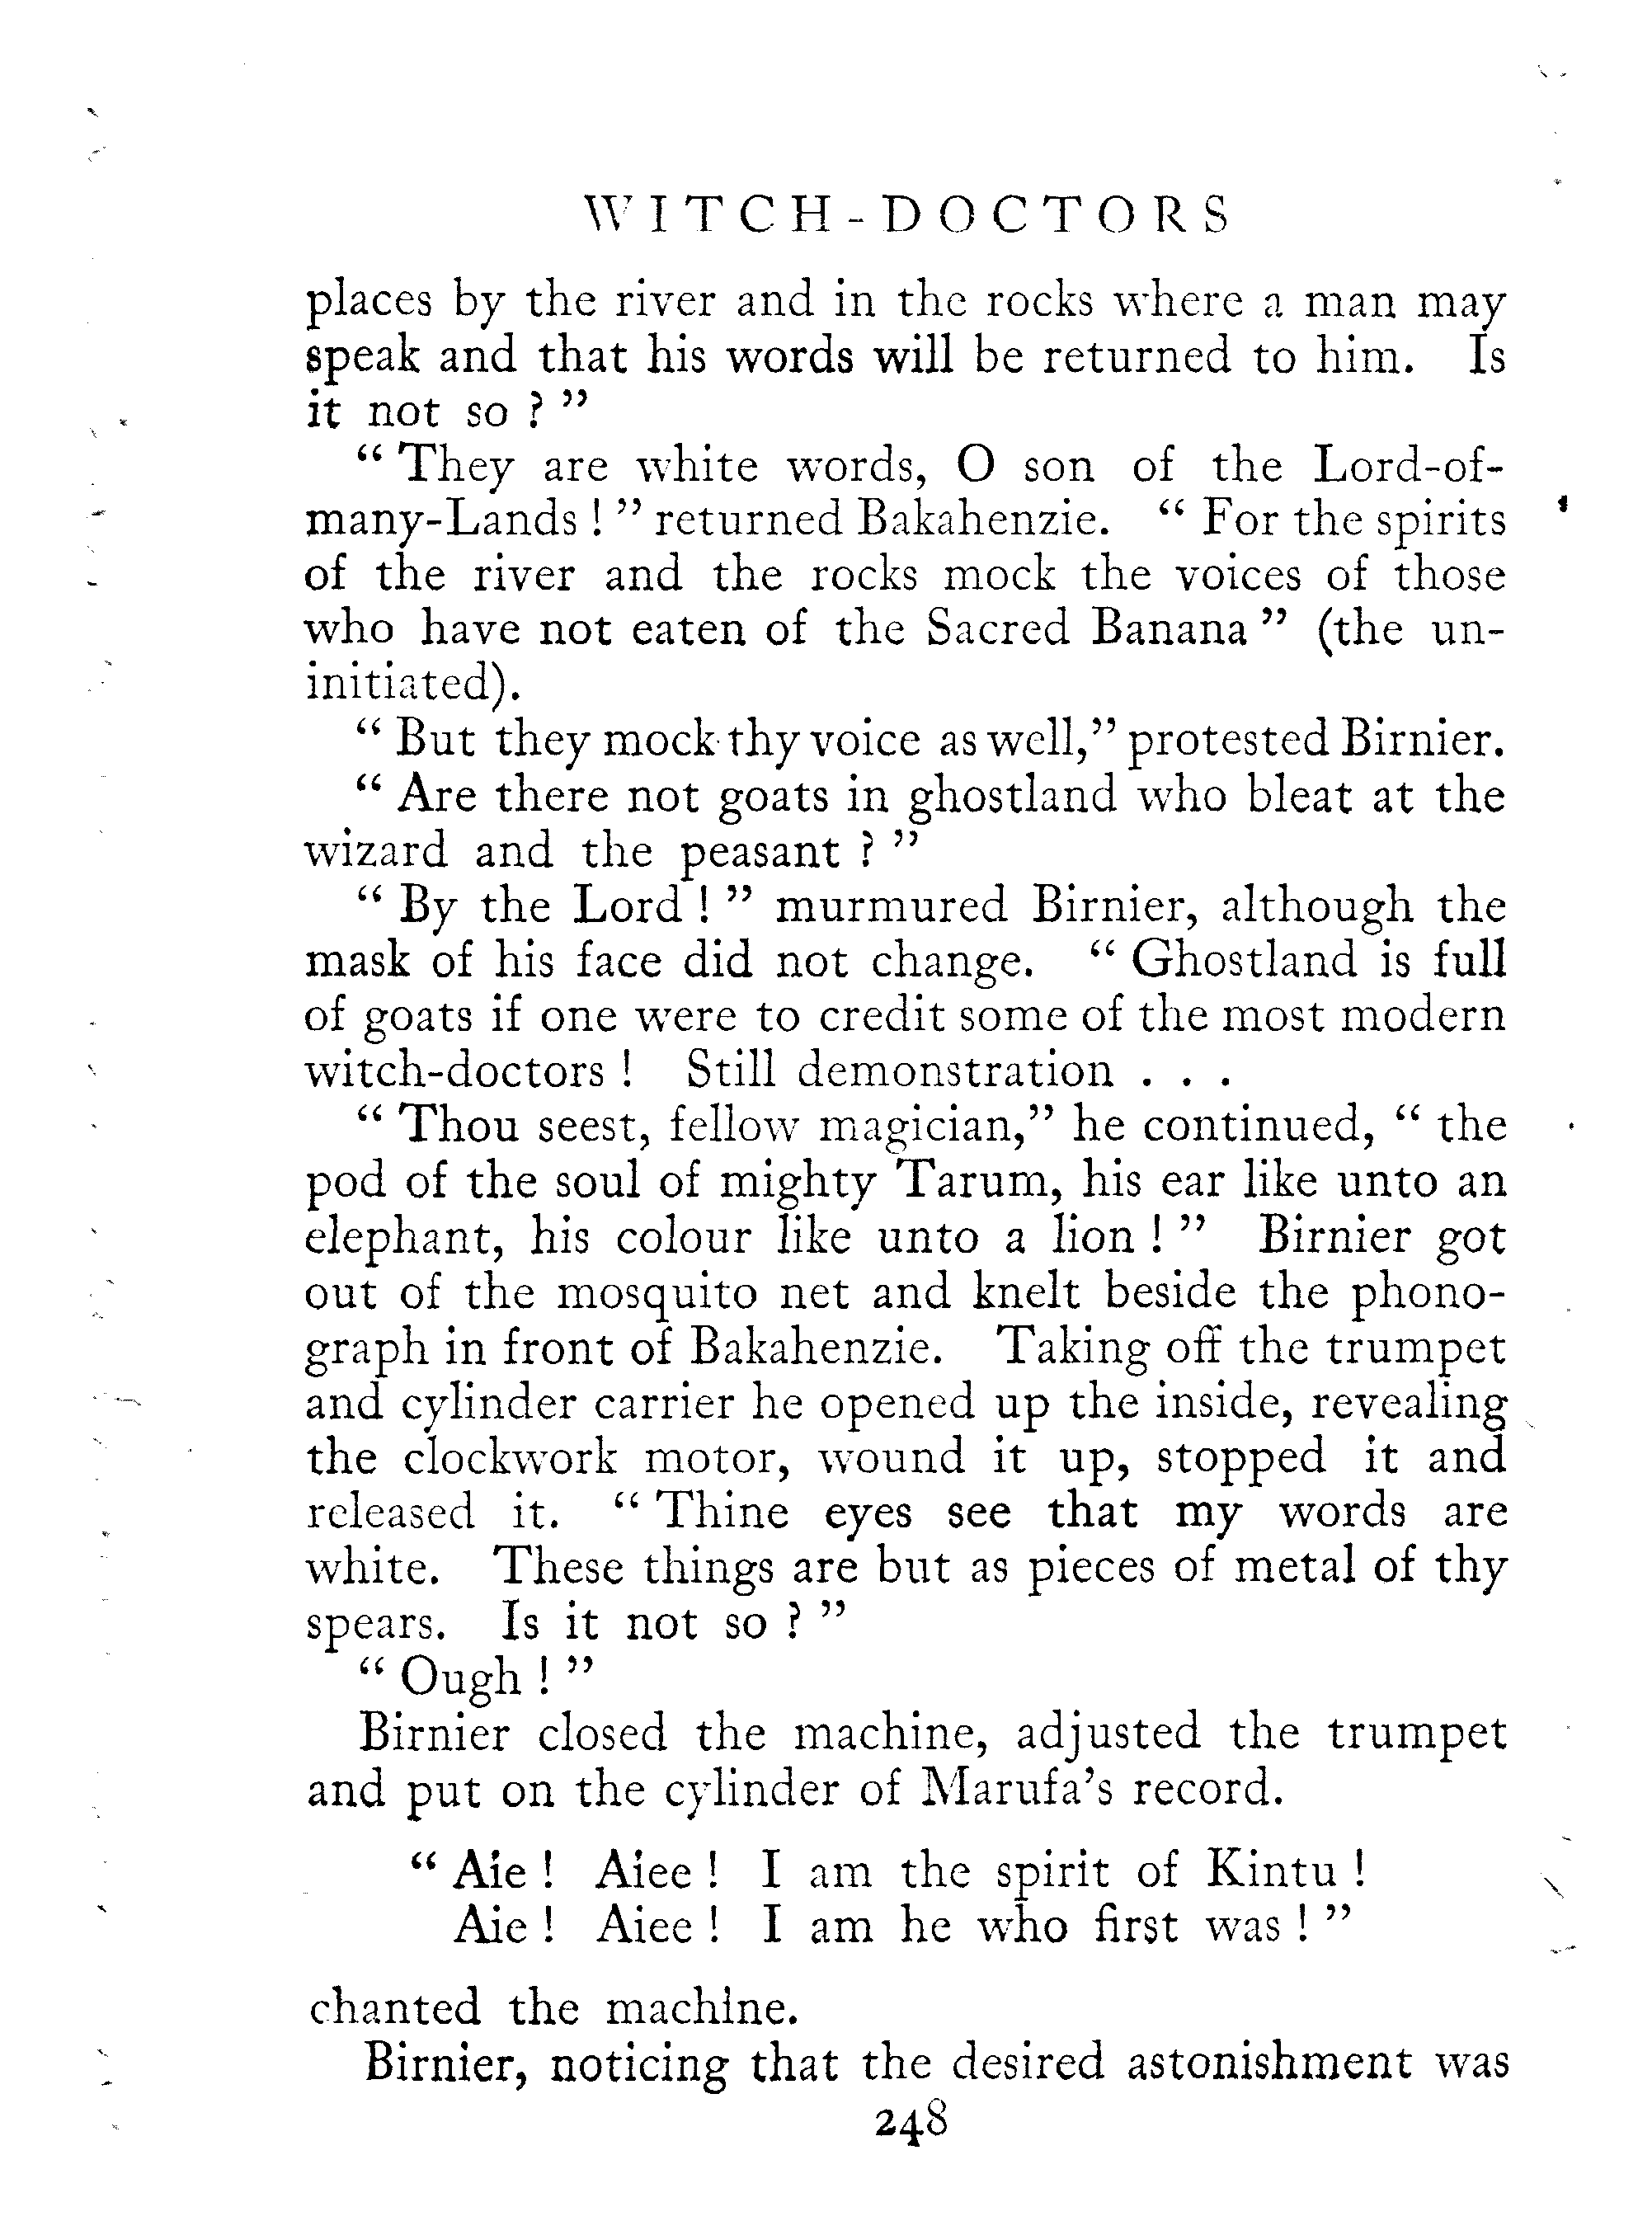 WITCH-DOCTORS
places by the river and in the rocks where a man may
speak and that his words will be returned to him. Is
it not so ? ”
“ They are white words, O son of the Lord-of-
many-Lands ! ” returned Bakahenzie. “ For the spirits
of the river and the rocks mock the voices of those
who have not eaten of the Sacred Banana ” (the un-
initiated).
“ But they mock thy voice as well,” protested Birnier.
“ Are there not goats in ghostland who bleat at the
wizard and the peasant ? ”
“ By the Lord ! ” murmured Birnier, although the
mask of his face did not change. “ Ghostland is full
of goats if one were to credit some of the most modern
witch-doctors ! Still demonstration . . .
“ Thou seest, fellow magician,” he continued, “ the
pod of the soul of mighty Tarum, his ear like unto an
elephant, his colour like unto a lion ! ” Birnier got
out of the mosquito net and knelt beside the phono-
graph in front of Bakahenzie. Taking off the trumpet
and cylinder carrier he opened up the inside, revealing
the clockwork motor, wound it up, stopped it and
released it. “ Thine eyes see that my words are
white. These things are but as pieces of metal of thy
spears. Is it not so ? ”
“ Ough ! ”
Birnier closed the machine, adjusted the trumpet
and put on the cylinder of Marufa’s record.
“ Aie ! Aiee ! I am the spirit of Kintu !
Aie ! Aiee ! I am he who first was ! ”
chanted the machine.
Birnier, noticing that the desired astonishment was
248